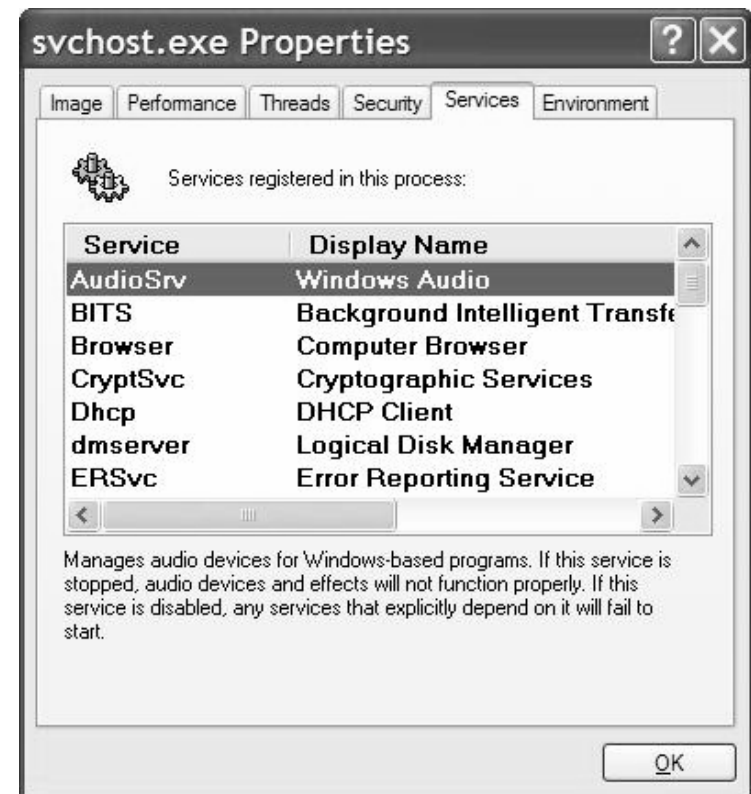 svchost.exe Properties
Image Performance Threads Security Services Environment
Services registered in this process:
Service Display Name
AudioSrv Windows Audio
BITS Background Intelligent Transfe
Browser Computer Browser
CryptSvc Cryptographic Services
Dhcp DHCP Client
dmserver Logical Disk Manager
ERSvc Error Reporting Service
Manages audio devices for Windows-based programs. If this service is
stopped, audio devices and effects will not function properly. If this
service is disabled, any services that explicitly depend on it will fail to
start.
OK